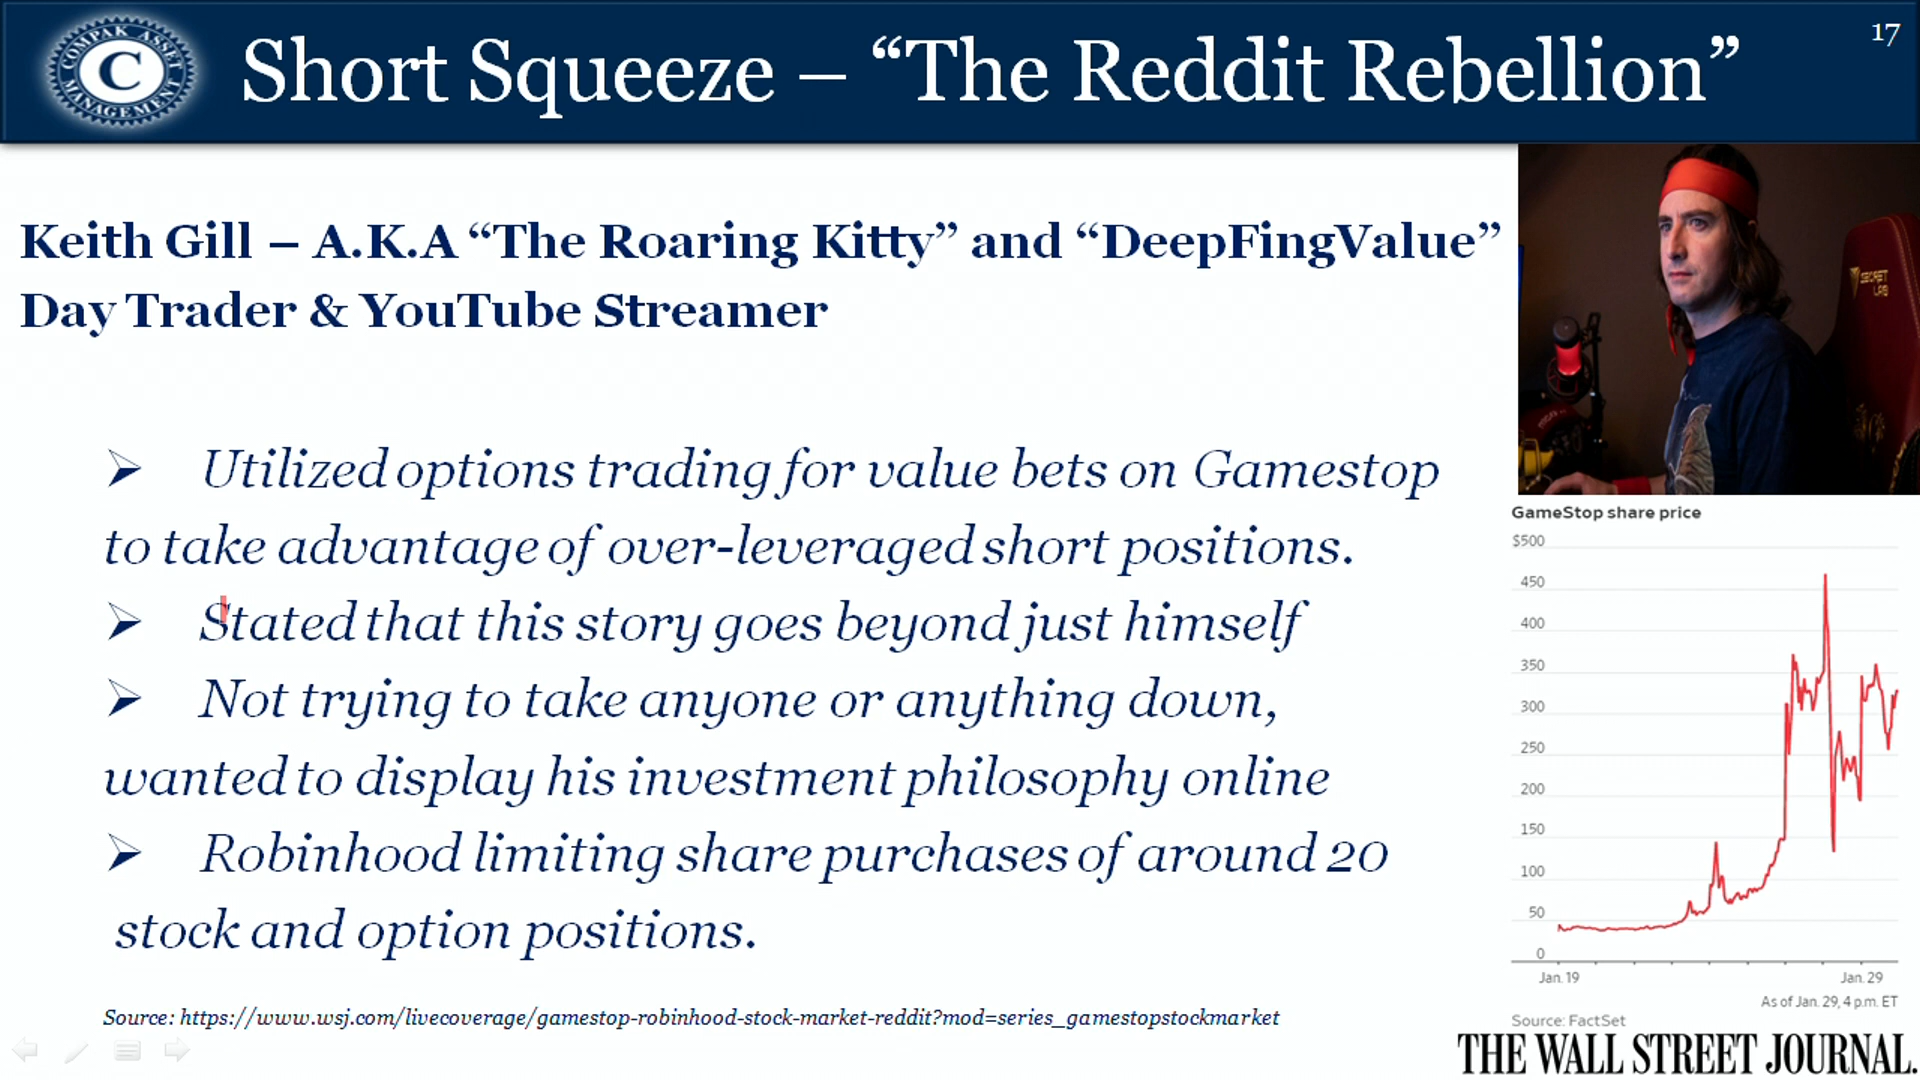 COMPAK ASSET
C
MANAGEMENT
Short Squeeze – “The Reddit Rebellion”
17
Keith Gill – A.K.A “The Roaring Kitty” and “DeepFingValue”
Day Trader & YouTube Streamer
➢ Utilized options trading for value bets on Gamestop
to take advantage of over-leveraged short positions.
➢ Stated that this story goes beyond just himself
➢ Not trying to take anyone or anything down,
wanted to display his investment philosophy online
➢ Robinhood limiting share purchases of around 20
stock and option positions.
Source: https://www.wsj.com/livecoverage/gamestop-robinhood-stock-market-reddit?mod=series_gamestopstockmarket
SECRET
LAB
GameStop share price
$500
450
400
350
300
250
200
150
100
50
0
Jan. 19 Jan. 29
As of Jan. 29, 4 p.m. ET
Source: FactSet
THE WALL STREET JOURNAL.